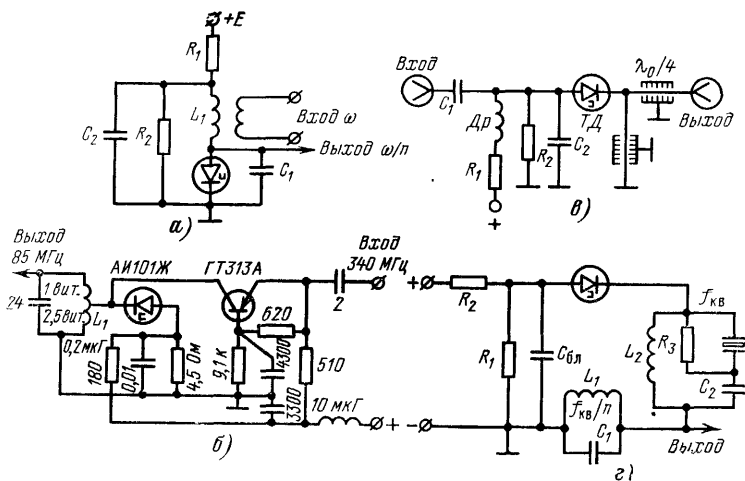 +E
R₁
C₂
R₂
L₁
Вход ω
Выход ω/п
C₁
а)
Вход
C₁
Др
R₁
+
R₂
C₂
ТД
λ₀/4
Выход
в)
Выход
85 МГц
24
1 вит.
2,5 вит.
L₁
0,2 мкГ
АИ101Ж
180
0,01
4,5 Ом
ГТ313А
9,1 к
620
4300
3300
510
10 мкГ
2
Вход
340 МГц
+
б)
+
R₂
R₁
Cбл
L₁
fкв/п
C₁
L₂
R₃
fкв
C₂
Выход
-
г)